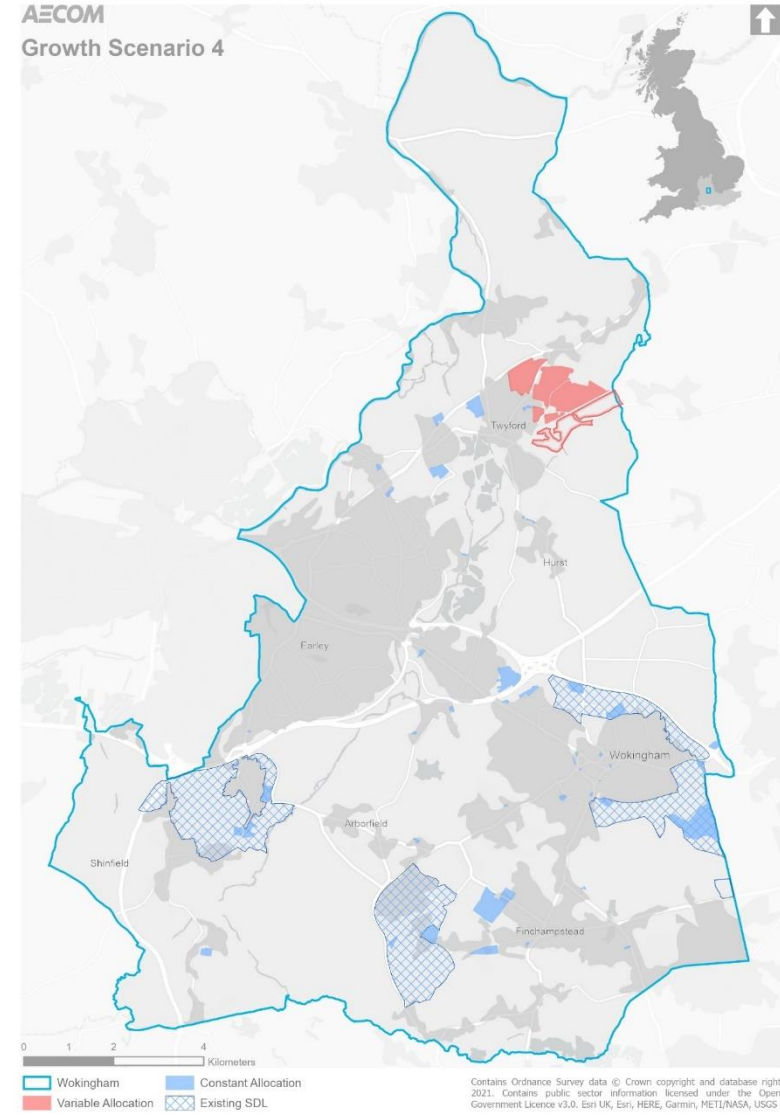 AECOM
Growth Scenario 4
Twyford
Hurst
Earley
Wokingham
Arborfield
Shinfield
Finchampstead
0 1 2 4
Kilometers
Wokingham
Constant Allocation
Variable Allocation
Existing SDL
Contains Ordnance Survey data © Crown copyright and database right
2021. Contains public sector information licensed under the Open
Government Licence v3.0. Esri UK, Esri, HERE, Garmin, METI/NASA, USGS